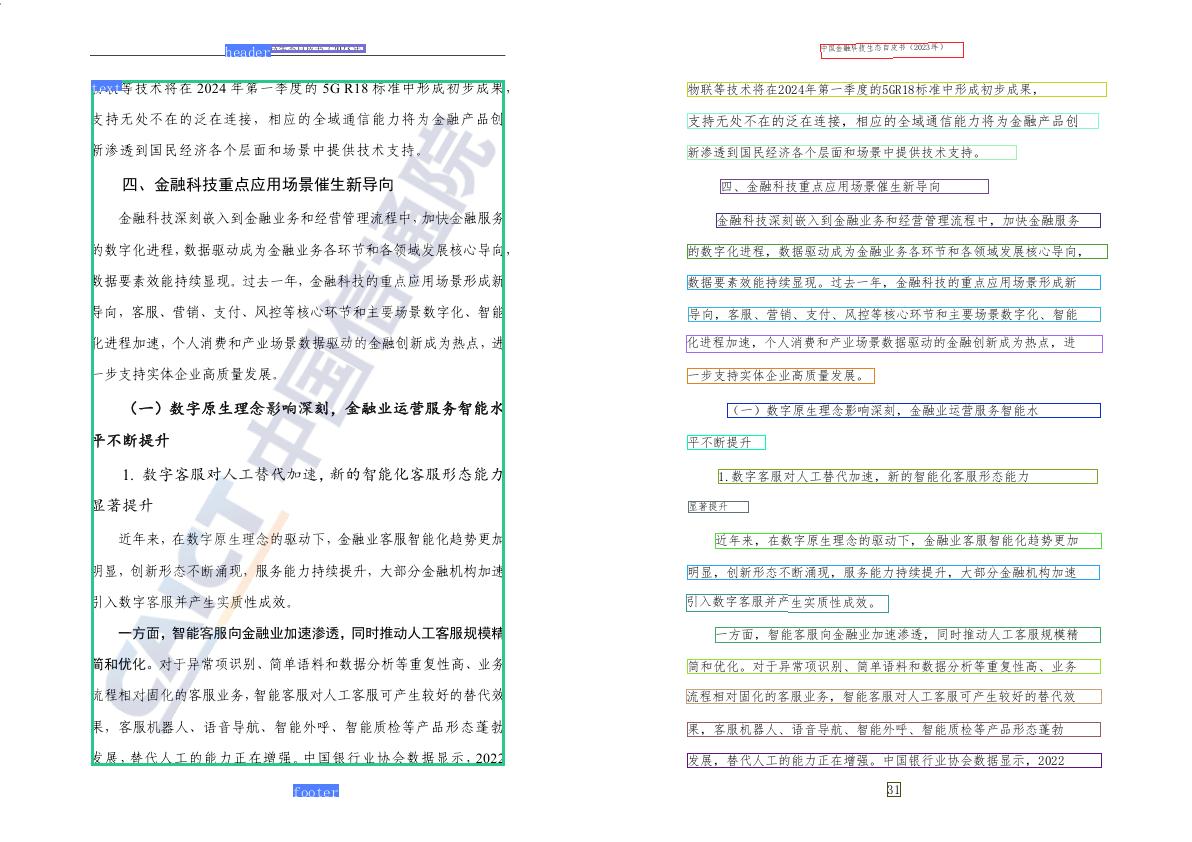 header
中国金融科技生态白皮书（2023年）
text
物联等技术将在 2024 年第一季度的 5G R18 标准中形成初步成果，
支持无处不在的泛在连接，相应的全域通信能力将为金融产品创
新渗透到国民经济各个层面和场景中提供技术支持。
四、金融科技重点应用场景催生新导向
金融科技深刻嵌入到金融业务和经营管理流程中，加快金融服务
的数字化进程，数据驱动成为金融业务各环节和各领域发展核心导向，
数据要素效能持续显现。过去一年，金融科技的重点应用场景形成新
导向，客服、营销、支付、风控等核心环节和主要场景数字化、智能
化进程加速，个人消费和产业场景数据驱动的金融创新成为热点，进
一步支持实体企业高质量发展。
（一）数字原生理念影响深刻，金融业运营服务智能水
平不断提升
1. 数字客服对人工替代加速，新的智能化客服形态能力
显著提升
近年来，在数字原生理念的驱动下，金融业客服智能化趋势更加
明显，创新形态不断涌现，服务能力持续提升，大部分金融机构加速
引入数字客服并产生实质性成效。
一方面，智能客服向金融业加速渗透，同时推动人工客服规模精
简和优化。对于异常项识别、简单语料和数据分析等重复性高、业务
流程相对固化的客服业务，智能客服对人工客服可产生较好的替代效
果，客服机器人、语音导航、智能外呼、智能质检等产品形态蓬勃
发展，替代人工的能力正在增强。中国银行业协会数据显示，2022
CAICT 中国信通院
footer
中国金融科技生态白皮书（2023年）
物联等技术将在2024年第一季度的5GR18标准中形成初步成果，
支持无处不在的泛在连接，相应的全域通信能力将为金融产品创
新渗透到国民经济各个层面和场景中提供技术支持。
四、金融科技重点应用场景催生新导向
金融科技深刻嵌入到金融业务和经营管理流程中，加快金融服务
的数字化进程，数据驱动成为金融业务各环节和各领域发展核心导向，
数据要素效能持续显现。过去一年，金融科技的重点应用场景形成新
导向，客服、营销、支付、风控等核心环节和主要场景数字化、智能
化进程加速，个人消费和产业场景数据驱动的金融创新成为热点，进
一步支持实体企业高质量发展。
（一）数字原生理念影响深刻，金融业运营服务智能水
平不断提升
1.数字客服对人工替代加速，新的智能化客服形态能力
显著提升
近年来，在数字原生理念的驱动下，金融业客服智能化趋势更加
明显，创新形态不断涌现，服务能力持续提升，大部分金融机构加速
引入数字客服并产生实质性成效。
一方面，智能客服向金融业加速渗透，同时推动人工客服规模精
简和优化。对于异常项识别、简单语料和数据分析等重复性高、业务
流程相对固化的客服业务，智能客服对人工客服可产生较好的替代效
果，客服机器人、语音导航、智能外呼、智能质检等产品形态蓬勃
发展，替代人工的能力正在增强。中国银行业协会数据显示，2022
31